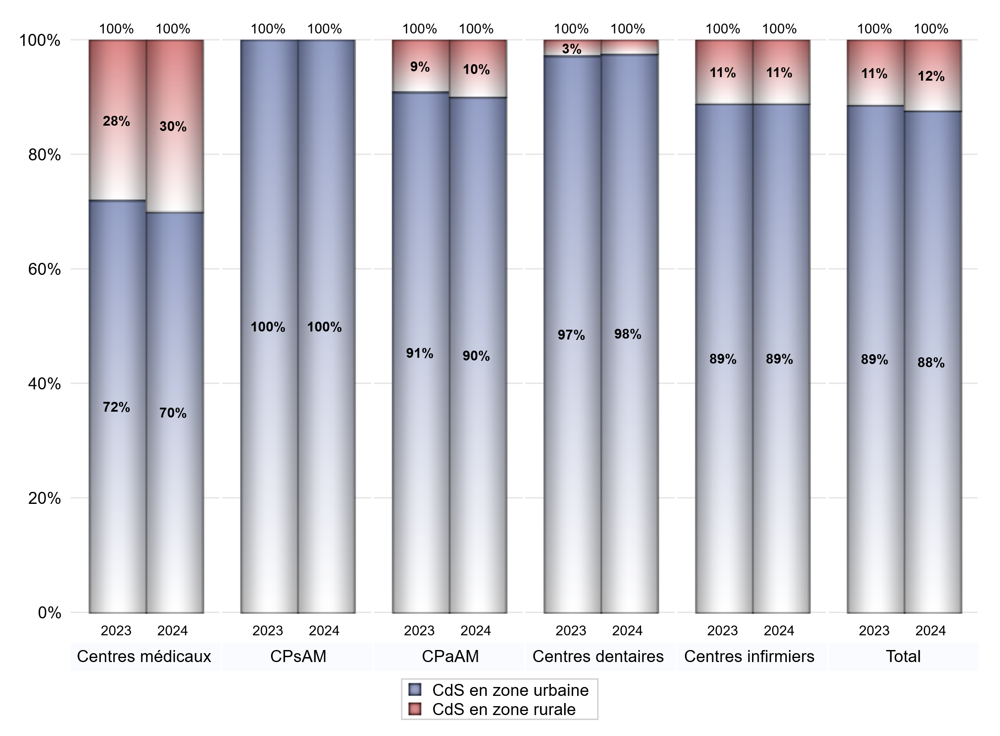 100% 100% 100% 100% 100% 100% 100% 100% 100% 100% 100% 100%
100%
3%
9% 10% 11% 11% 11% 12%
28% 30%
80%
60%
100% 100% 97% 98%
91% 90% 89% 89% 89% 88%
40%
72% 70%
20%
0%
2023 2024 2023 2024 2023 2024 2023 2024 2023 2024 2023 2024
Centres médicaux CPsAM CPaAM Centres dentaires Centres infirmiers Total
CdS en zone urbaine
CdS en zone rurale